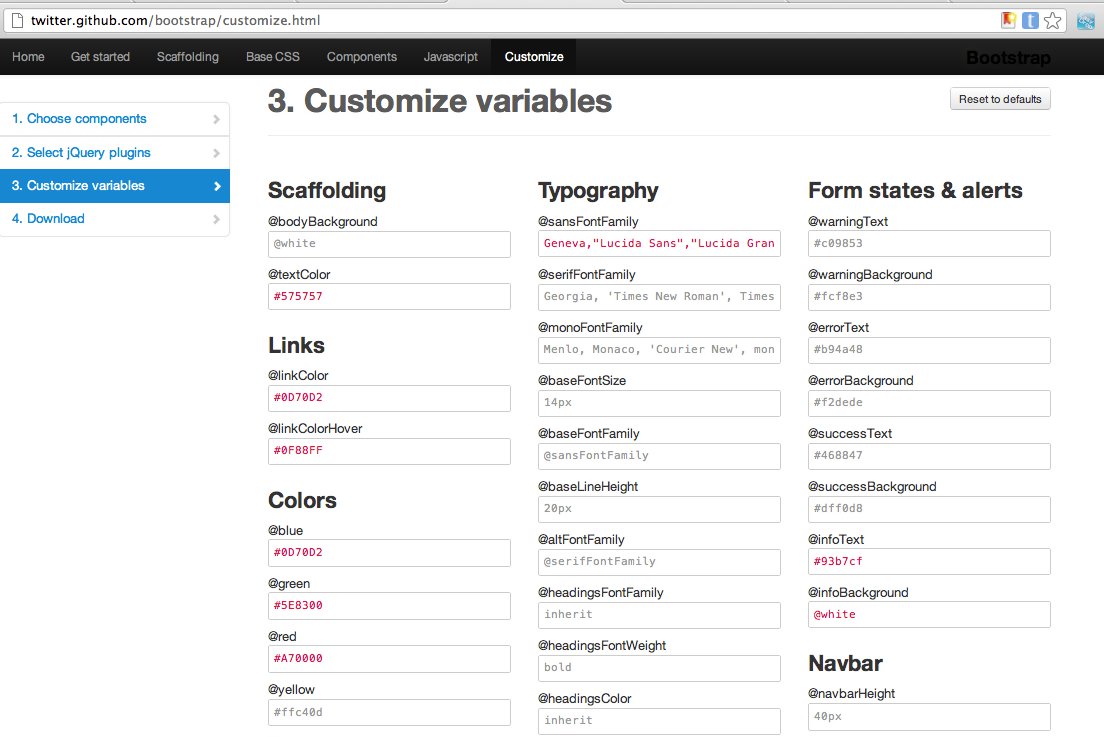 twitter.github.com/bootstrap/customize.html
Home Get started Scaffolding Base CSS Components Javascript Customize Bootstrap
1. Choose components
2. Select jQuery plugins
3. Customize variables
4. Download
3. Customize variables
Reset to defaults
Scaffolding
@bodyBackground
@white
@textColor
#575757
Links
@linkColor
#0D70D2
@linkColorHover
#0F88FF
Colors
@blue
#0D70D2
@green
#5E8300
@red
#A70000
@yellow
#ffc40d
Typography
@sansFontFamily
Geneva,"Lucida Sans","Lucida Gran
@serifFontFamily
Georgia, 'Times New Roman', Times
@monoFontFamily
Menlo, Monaco, 'Courier New', mon
@baseFontSize
14px
@baseFontFamily
@sansFontFamily
@baseLineHeight
20px
@altFontFamily
@serifFontFamily
@headingsFontFamily
inherit
@headingsFontWeight
bold
@headingsColor
inherit
Form states & alerts
@warningText
#c09853
@warningBackground
#fcf8e3
@errorText
#b94a48
@errorBackground
#f2dede
@successText
#468847
@successBackground
#dff0d8
@infoText
#93b7cf
@infoBackground
@white
Navbar
@navbarHeight
40px